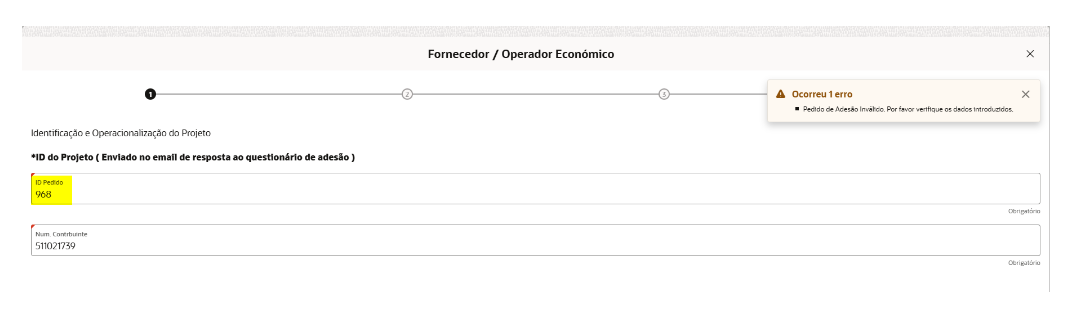 Fornecedor / Operador Económico
1
2
3
Ocorreu 1 erro
Pedido de Adesão Inválido. Por favor verifique os dados introduzidos.
Identificação e Operacionalização do Projeto
*ID do Projeto ( Enviado no email de resposta ao questionário de adesão )
ID Pedido
968
Obrigatório
Num. Contribuinte
511021739
Obrigatório